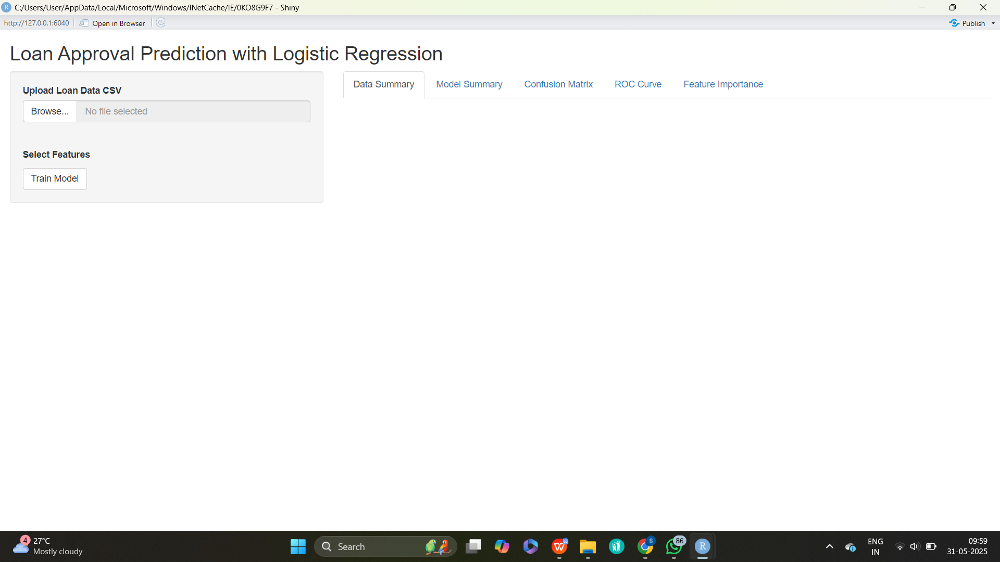 C:/Users/User/AppData/Local/Microsoft/Windows/INetCache/IE/0KO8G9F7 - Shiny
http://127.0.0.1:6040 Open in Browser Publish
Loan Approval Prediction with Logistic Regression
Upload Loan Data CSV
Browse... No file selected
Select Features
Train Model
Data Summary Model Summary Confusion Matrix ROC Curve Feature Importance
4 27°C
Mostly cloudy
Search
S
86
R
ENG
IN
09:59
31-05-2025